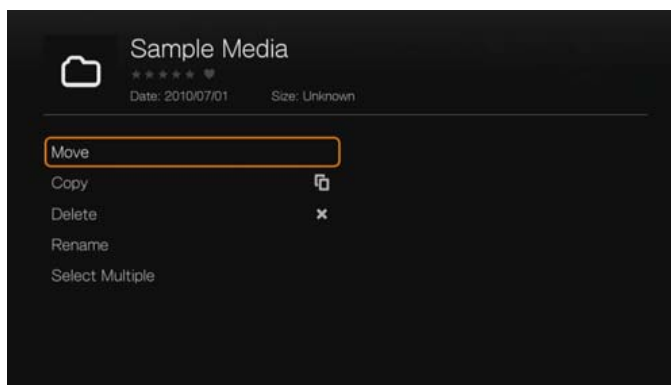 Sample Media
Date: 2010/07/01 Size: Unknown
Move
Copy
Delete
Rename
Select Multiple